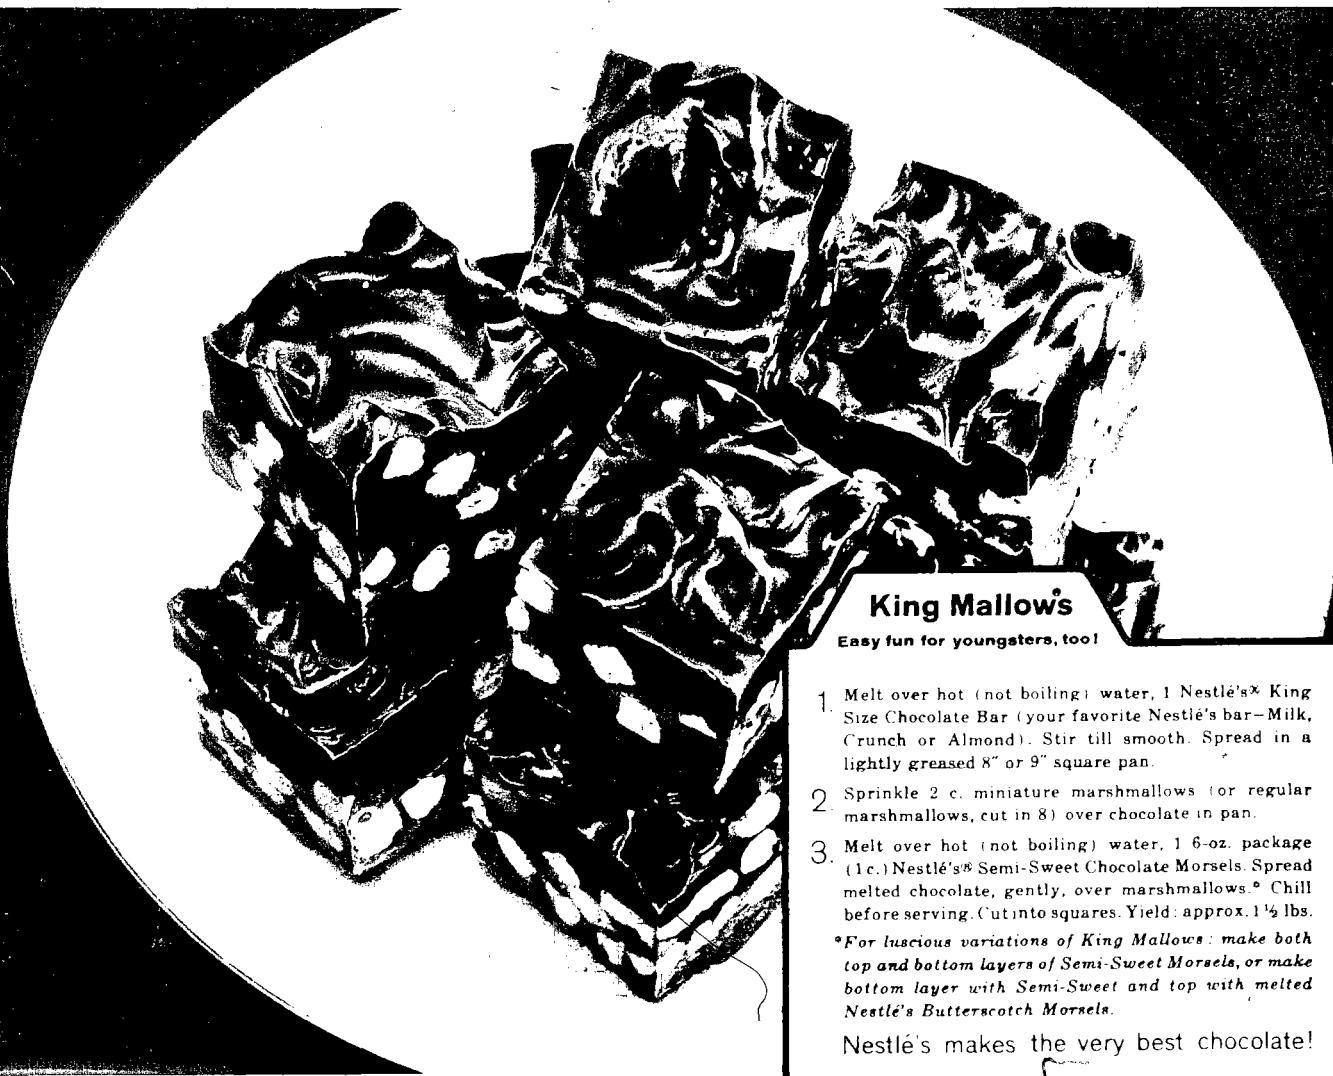 King Mallows
Easy fun for youngsters, too!
1. Melt over hot (not boiling) water, 1 Nestlé's® King
Size Chocolate Bar (your favorite Nestlé's bar–Milk,
Crunch or Almond). Stir till smooth. Spread in a
lightly greased 8" or 9" square pan.
2. Sprinkle 2 c. miniature marshmallows (or regular
marshmallows, cut in 8) over chocolate in pan.
3. Melt over hot (not boiling) water, 1 6-oz. package
(1 c.) Nestlé's® Semi-Sweet Chocolate Morsels. Spread
melted chocolate, gently, over marshmallows.* Chill
before serving. Cut into squares. Yield: approx. 1 ½ lbs.
*For luscious variations of King Mallows: make both
top and bottom layers of Semi-Sweet Morsels, or make
bottom layer with Semi-Sweet and top with melted
Nestlé's Butterscotch Morsels.
Nestlé's makes the very best chocolate!